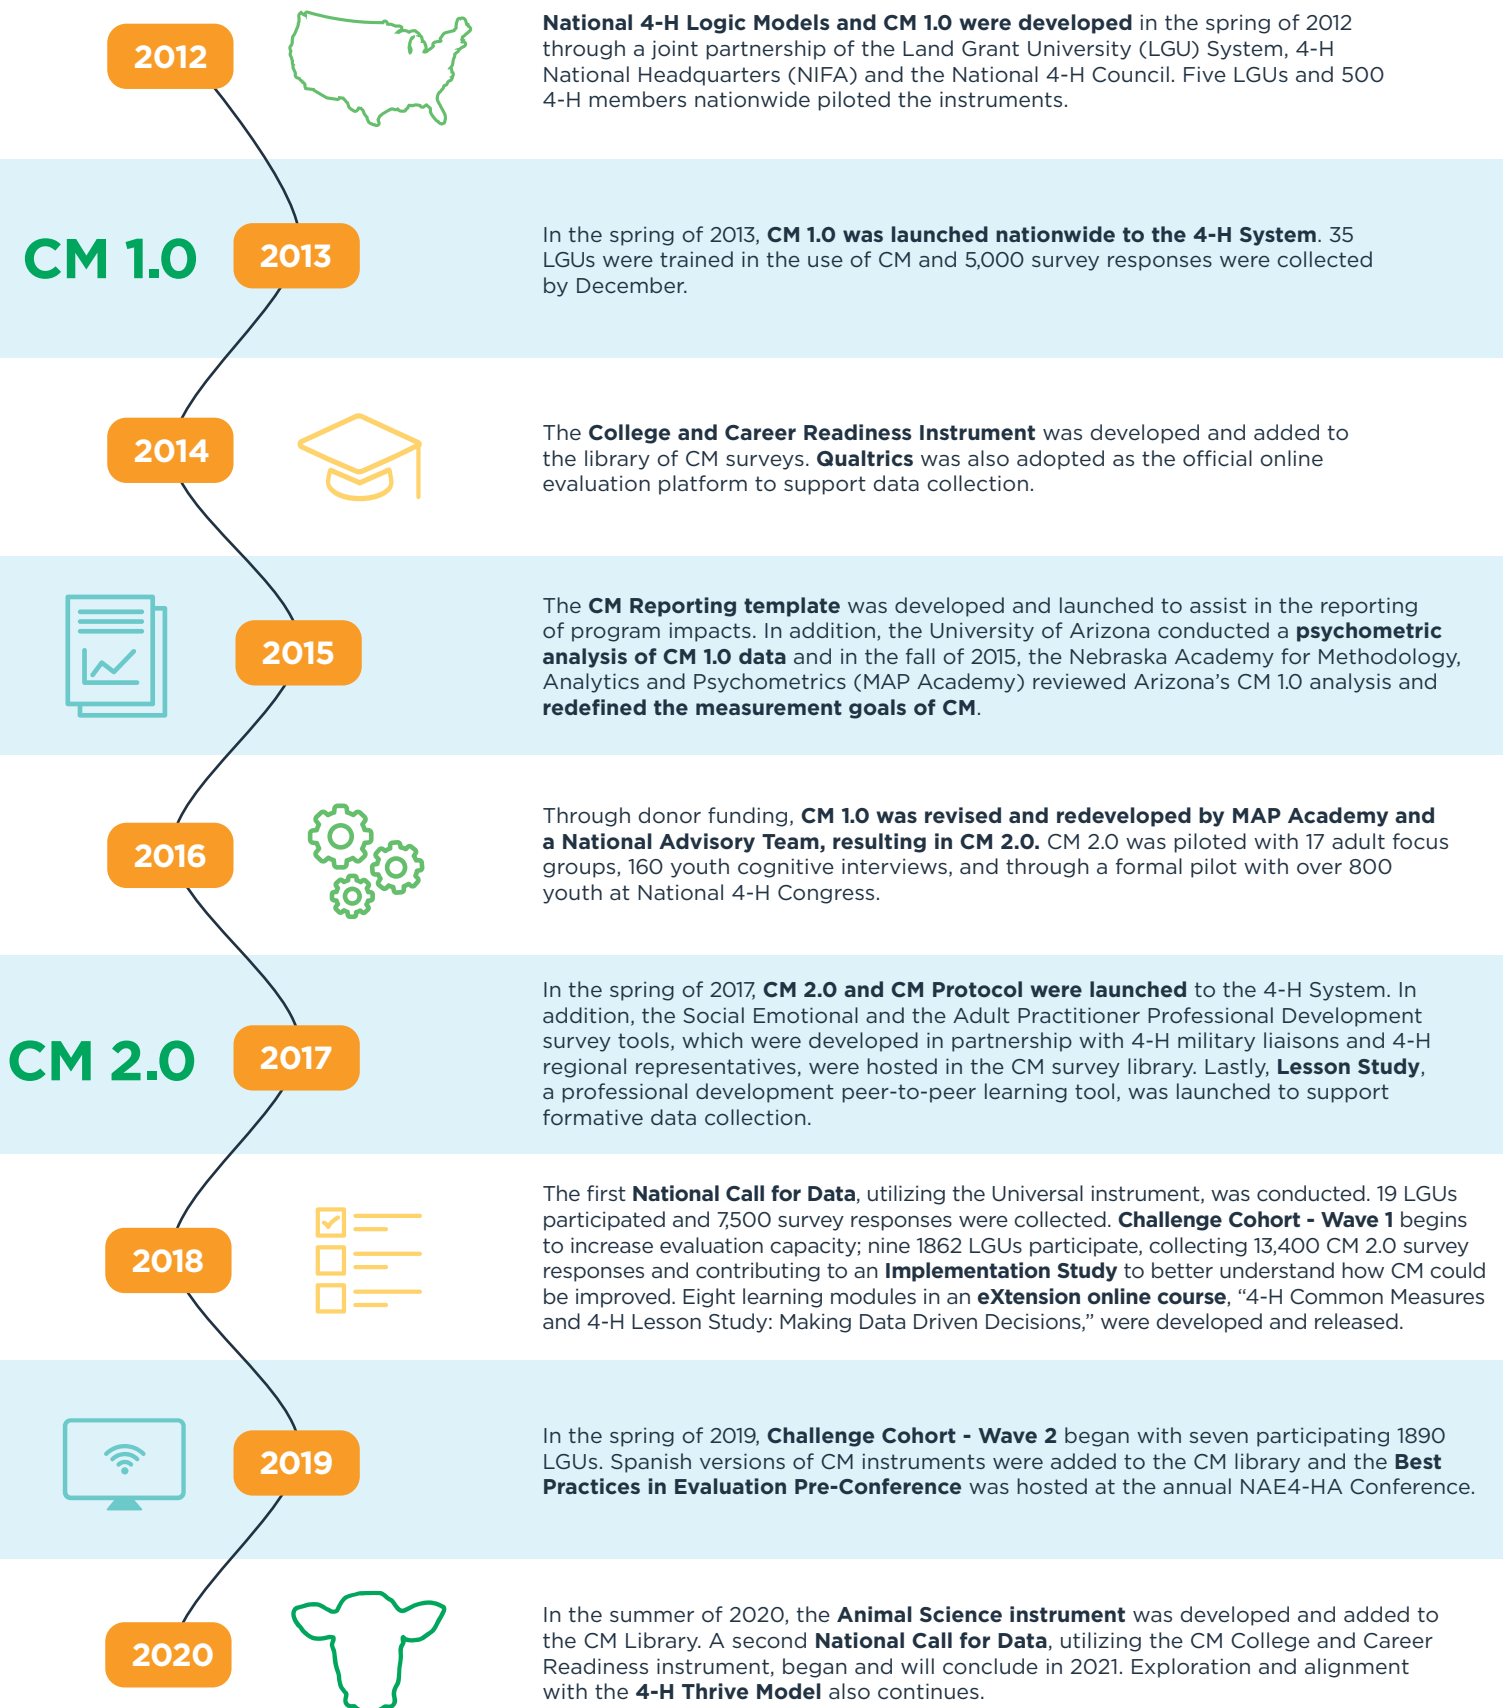 2012
National 4-H Logic Models and CM 1.0 were developed in the spring of 2012
through a joint partnership of the Land Grant University (LGU) System, 4-H
National Headquarters (NIFA) and the National 4-H Council. Five LGUs and 500
4-H members nationwide piloted the instruments.
CM 1.0
2013
In the spring of 2013, CM 1.0 was launched nationwide to the 4-H System. 35
LGUs were trained in the use of CM and 5,000 survey responses were collected
by December.
2014
The College and Career Readiness Instrument was developed and added to
the library of CM surveys. Qualtrics was also adopted as the official online
evaluation platform to support data collection.
2015
The CM Reporting template was developed and launched to assist in the reporting
of program impacts. In addition, the University of Arizona conducted a psychometric
analysis of CM 1.0 data and in the fall of 2015, the Nebraska Academy for Methodology,
Analytics and Psychometrics (MAP Academy) reviewed Arizona's CM 1.0 analysis and
redefined the measurement goals of CM.
2016
Through donor funding, CM 1.0 was revised and redeveloped by MAP Academy and
a National Advisory Team, resulting in CM 2.0. CM 2.0 was piloted with 17 adult focus
groups, 160 youth cognitive interviews, and through a formal pilot with over 800
youth at National 4-H Congress.
CM 2.0
2017
In the spring of 2017, CM 2.0 and CM Protocol were launched to the 4-H System. In
addition, the Social Emotional and the Adult Practitioner Professional Development
survey tools, which were developed in partnership with 4-H military liaisons and 4-H
regional representatives, were hosted in the CM survey library. Lastly, Lesson Study,
a professional development peer-to-peer learning tool, was launched to support
formative data collection.
2018
The first National Call for Data, utilizing the Universal instrument, was conducted. 19 LGUs
participated and 7,500 survey responses were collected. Challenge Cohort - Wave 1 begins
to increase evaluation capacity; nine 1862 LGUs participate, collecting 13,400 CM 2.0 survey
responses and contributing to an Implementation Study to better understand how CM could
be improved. Eight learning modules in an eXtension online course, “4-H Common Measures
and 4-H Lesson Study: Making Data Driven Decisions,” were developed and released.
2019
In the spring of 2019, Challenge Cohort - Wave 2 began with seven participating 1890
LGUs. Spanish versions of CM instruments were added to the CM library and the Best
Practices in Evaluation Pre-Conference was hosted at the annual NAE4-HA Conference.
2020
In the summer of 2020, the Animal Science instrument was developed and added to
the CM Library. A second National Call for Data, utilizing the CM College and Career
Readiness instrument, began and will conclude in 2021. Exploration and alignment
with the 4-H Thrive Model also continues.